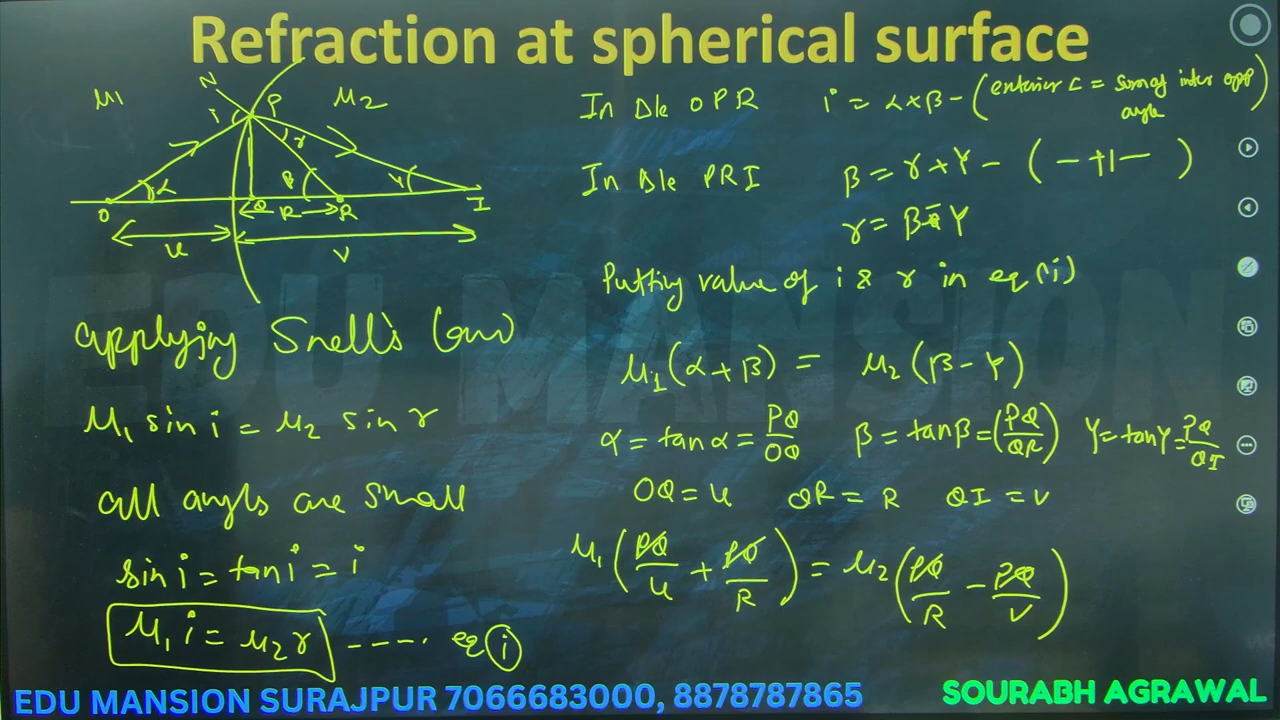 Refraction at spherical surface
μ1
N
P
μ2
i
r
α
β
γ
O
Q
R
R
I
u
v
applying Snell's law
μ1 sin i = μ2 sin r
all angles are small
sin i = tan i = i
μ1 i = μ2 r ---- eq (i)
In Δle OPR i = α+β - (exterior ∠ = sum of inter opp angle)
In Δle PRI β = r+γ - ( - 11 - )
r = β - γ
Putting value of i & r in eq (i)
μ1(α+β) = μ2(β-γ)
α = tanα = PQ/OQ β = tanβ = (PQ/QR) γ = tanγ = PQ/QI
OQ = u QR = R QI = v
μ1(PQ/u + PQ/R) = μ2(PQ/R - PQ/v)
EDU MANSION
EDU MANSION SURAJPUR 7066683000, 8878787865
SOURABH AGRAWAL